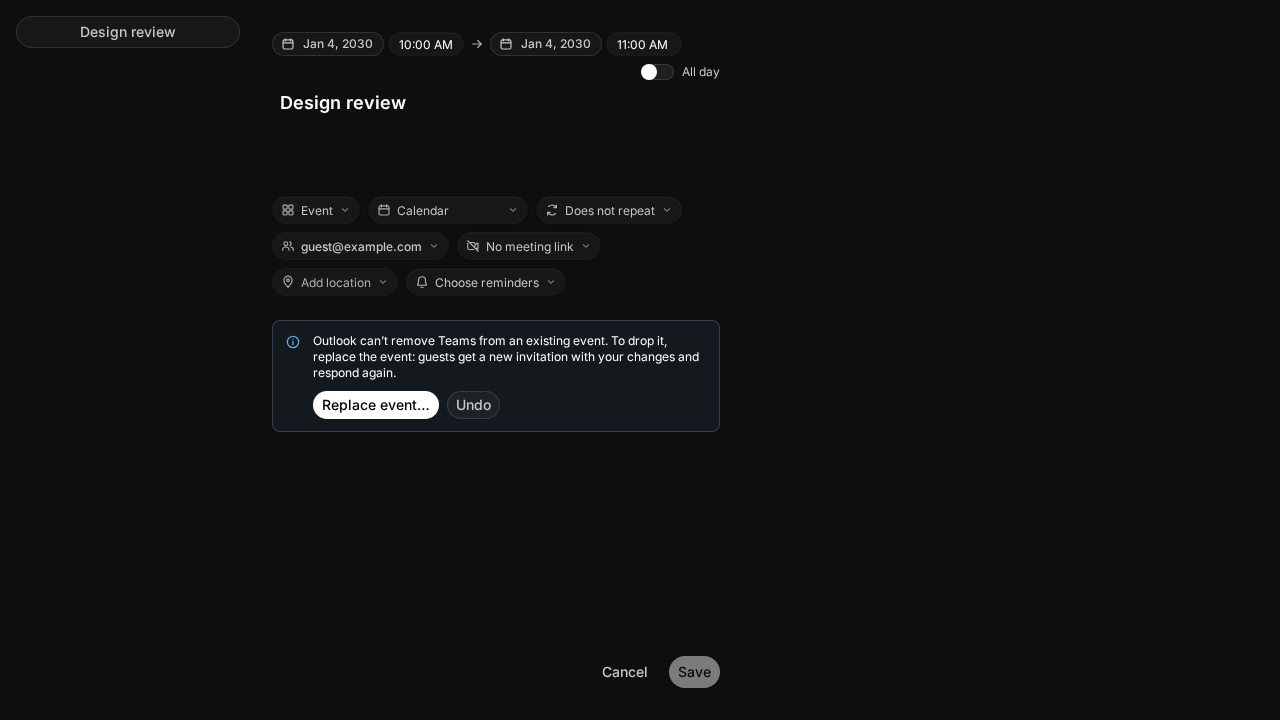 Design review
Jan 4, 2030 10:00 AM → Jan 4, 2030 11:00 AM
All day
Design review
Event Calendar Does not repeat
guest@example.com No meeting link
Add location Choose reminders
Outlook can’t remove Teams from an existing event. To drop it,
replace the event: guests get a new invitation with your changes and
respond again.
Replace event… Undo
Cancel Save